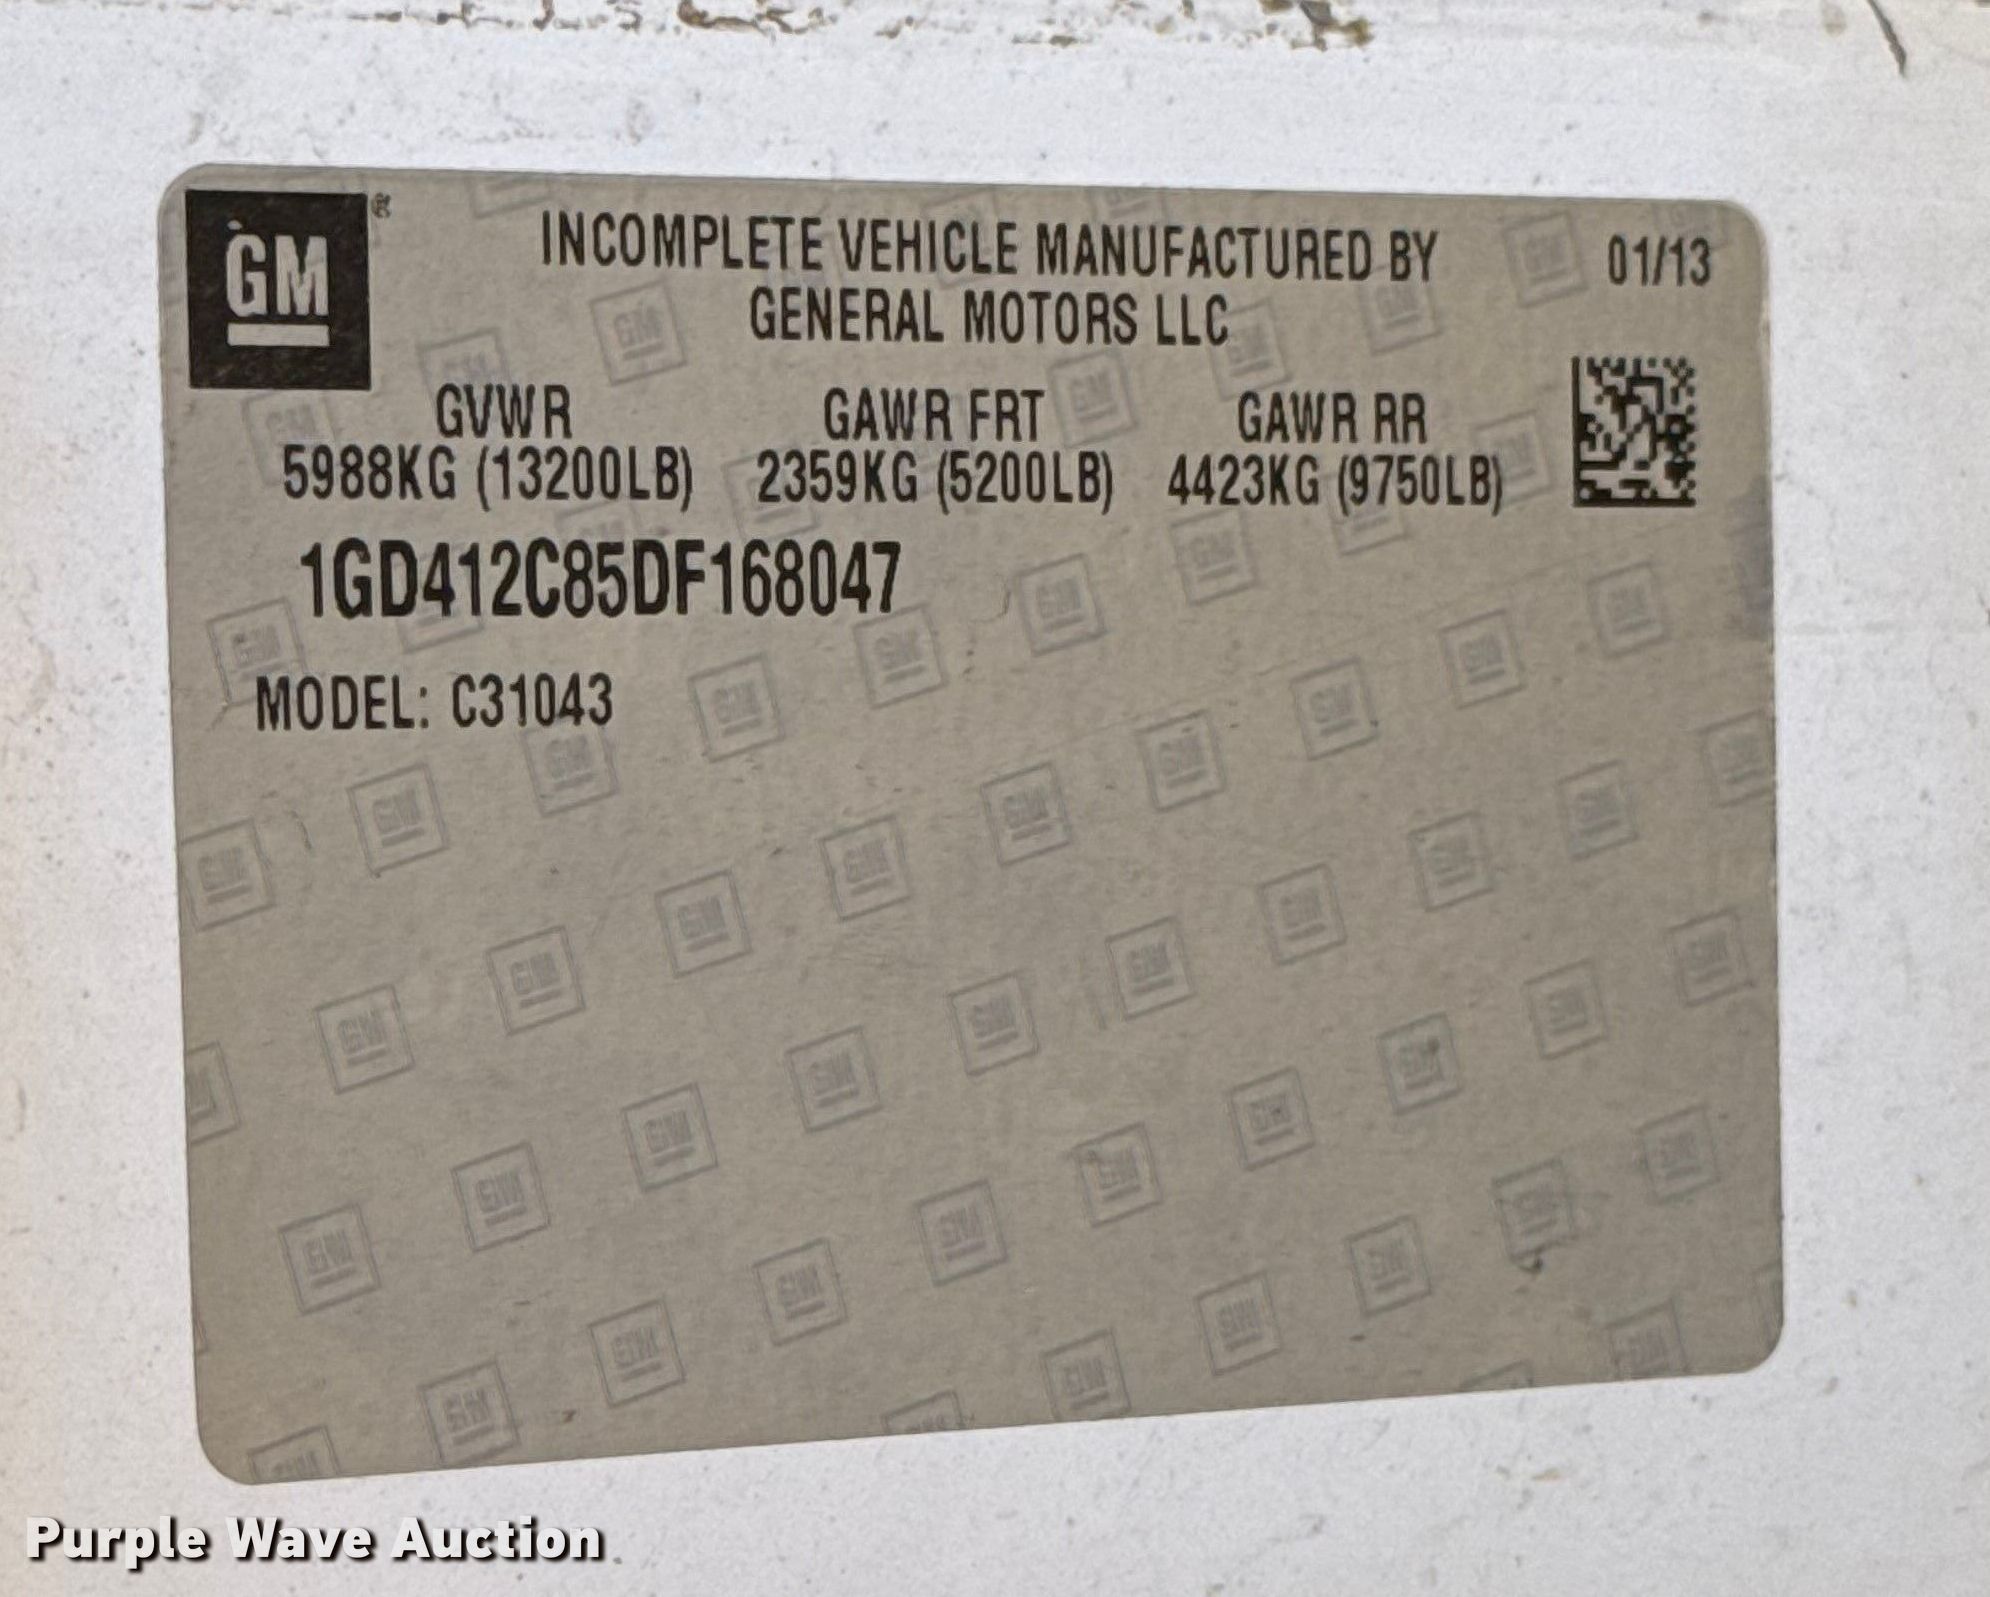 GM ®
INCOMPLETE VEHICLE MANUFACTURED BY
GENERAL MOTORS LLC
01/13
GVWR GAWR FRT GAWR RR
5988KG (13200LB) 2359KG (5200LB) 4423KG (9750LB)
1GD412C85DF168047
MODEL: C31043
Purple Wave Auction